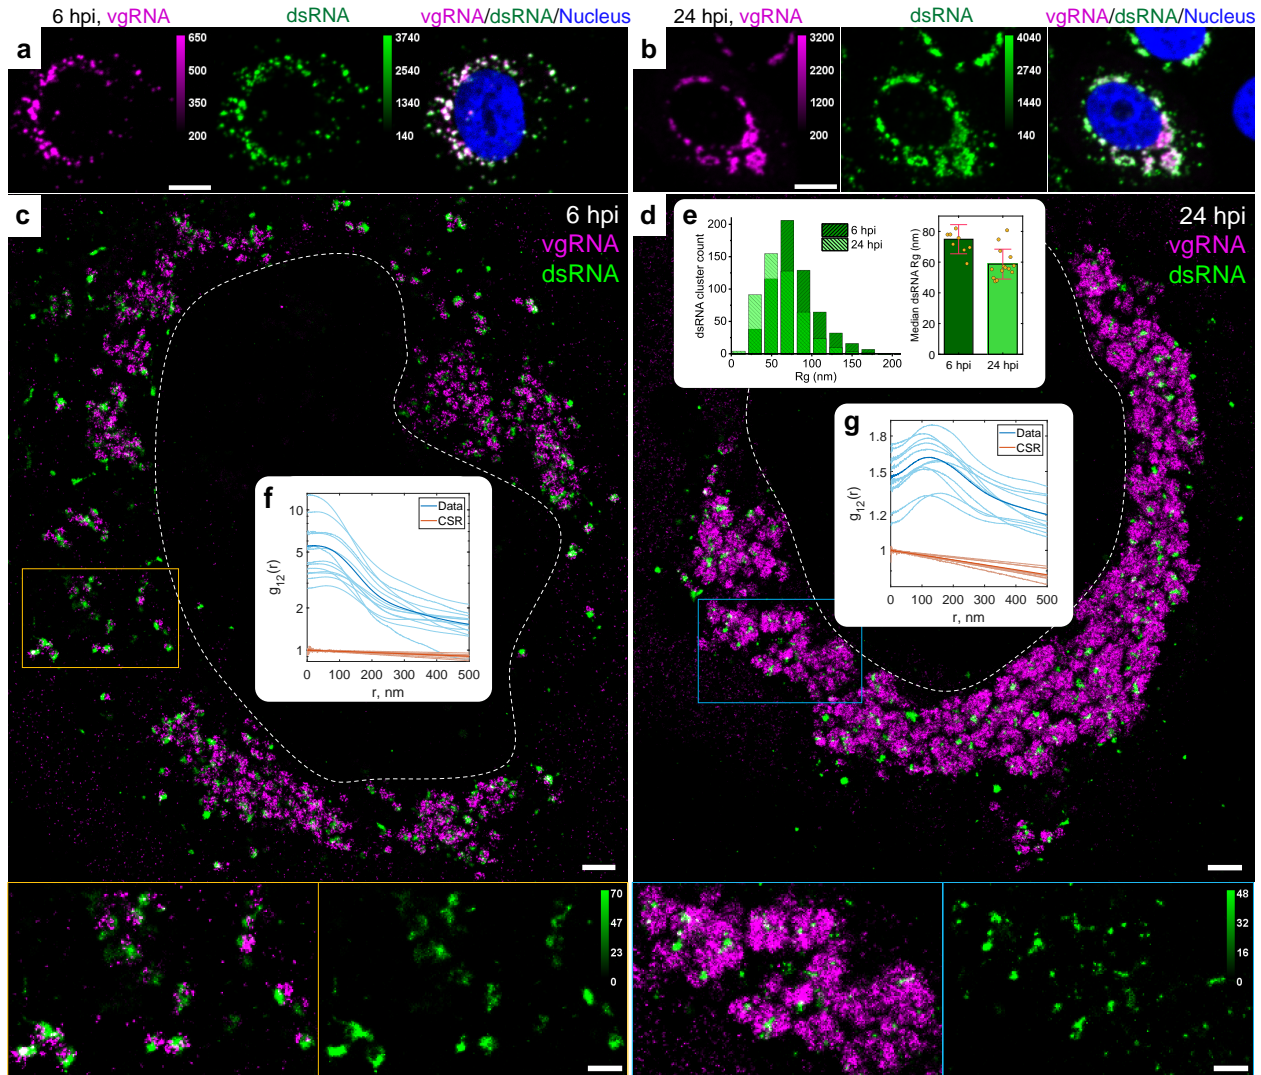 6 hpi, vgRNA
dsRNA
vgRNA/dsRNA/Nucleus
a
650
500
350
200
3740
2540
1340
140
24 hpi, vgRNA
dsRNA
vgRNA/dsRNA/Nucleus
b
3200
2200
1200
200
4040
2740
1440
140
c
6 hpi
vgRNA
dsRNA
f
10
5
2
1
g12(r)
Data
CSR
0
100
200
300
400
500
r, nm
70
47
23
0
d
24 hpi
vgRNA
dsRNA
e
200
150
100
50
0
dsRNA cluster count
6 hpi
24 hpi
0
50
100
150
200
Rg (nm)
80
60
40
20
0
Median dsRNA Rg (nm)
6 hpi
24 hpi
g
1.8
1.5
1.2
1
g12(r)
Data
CSR
0
100
200
300
400
500
r, nm
48
32
16
0